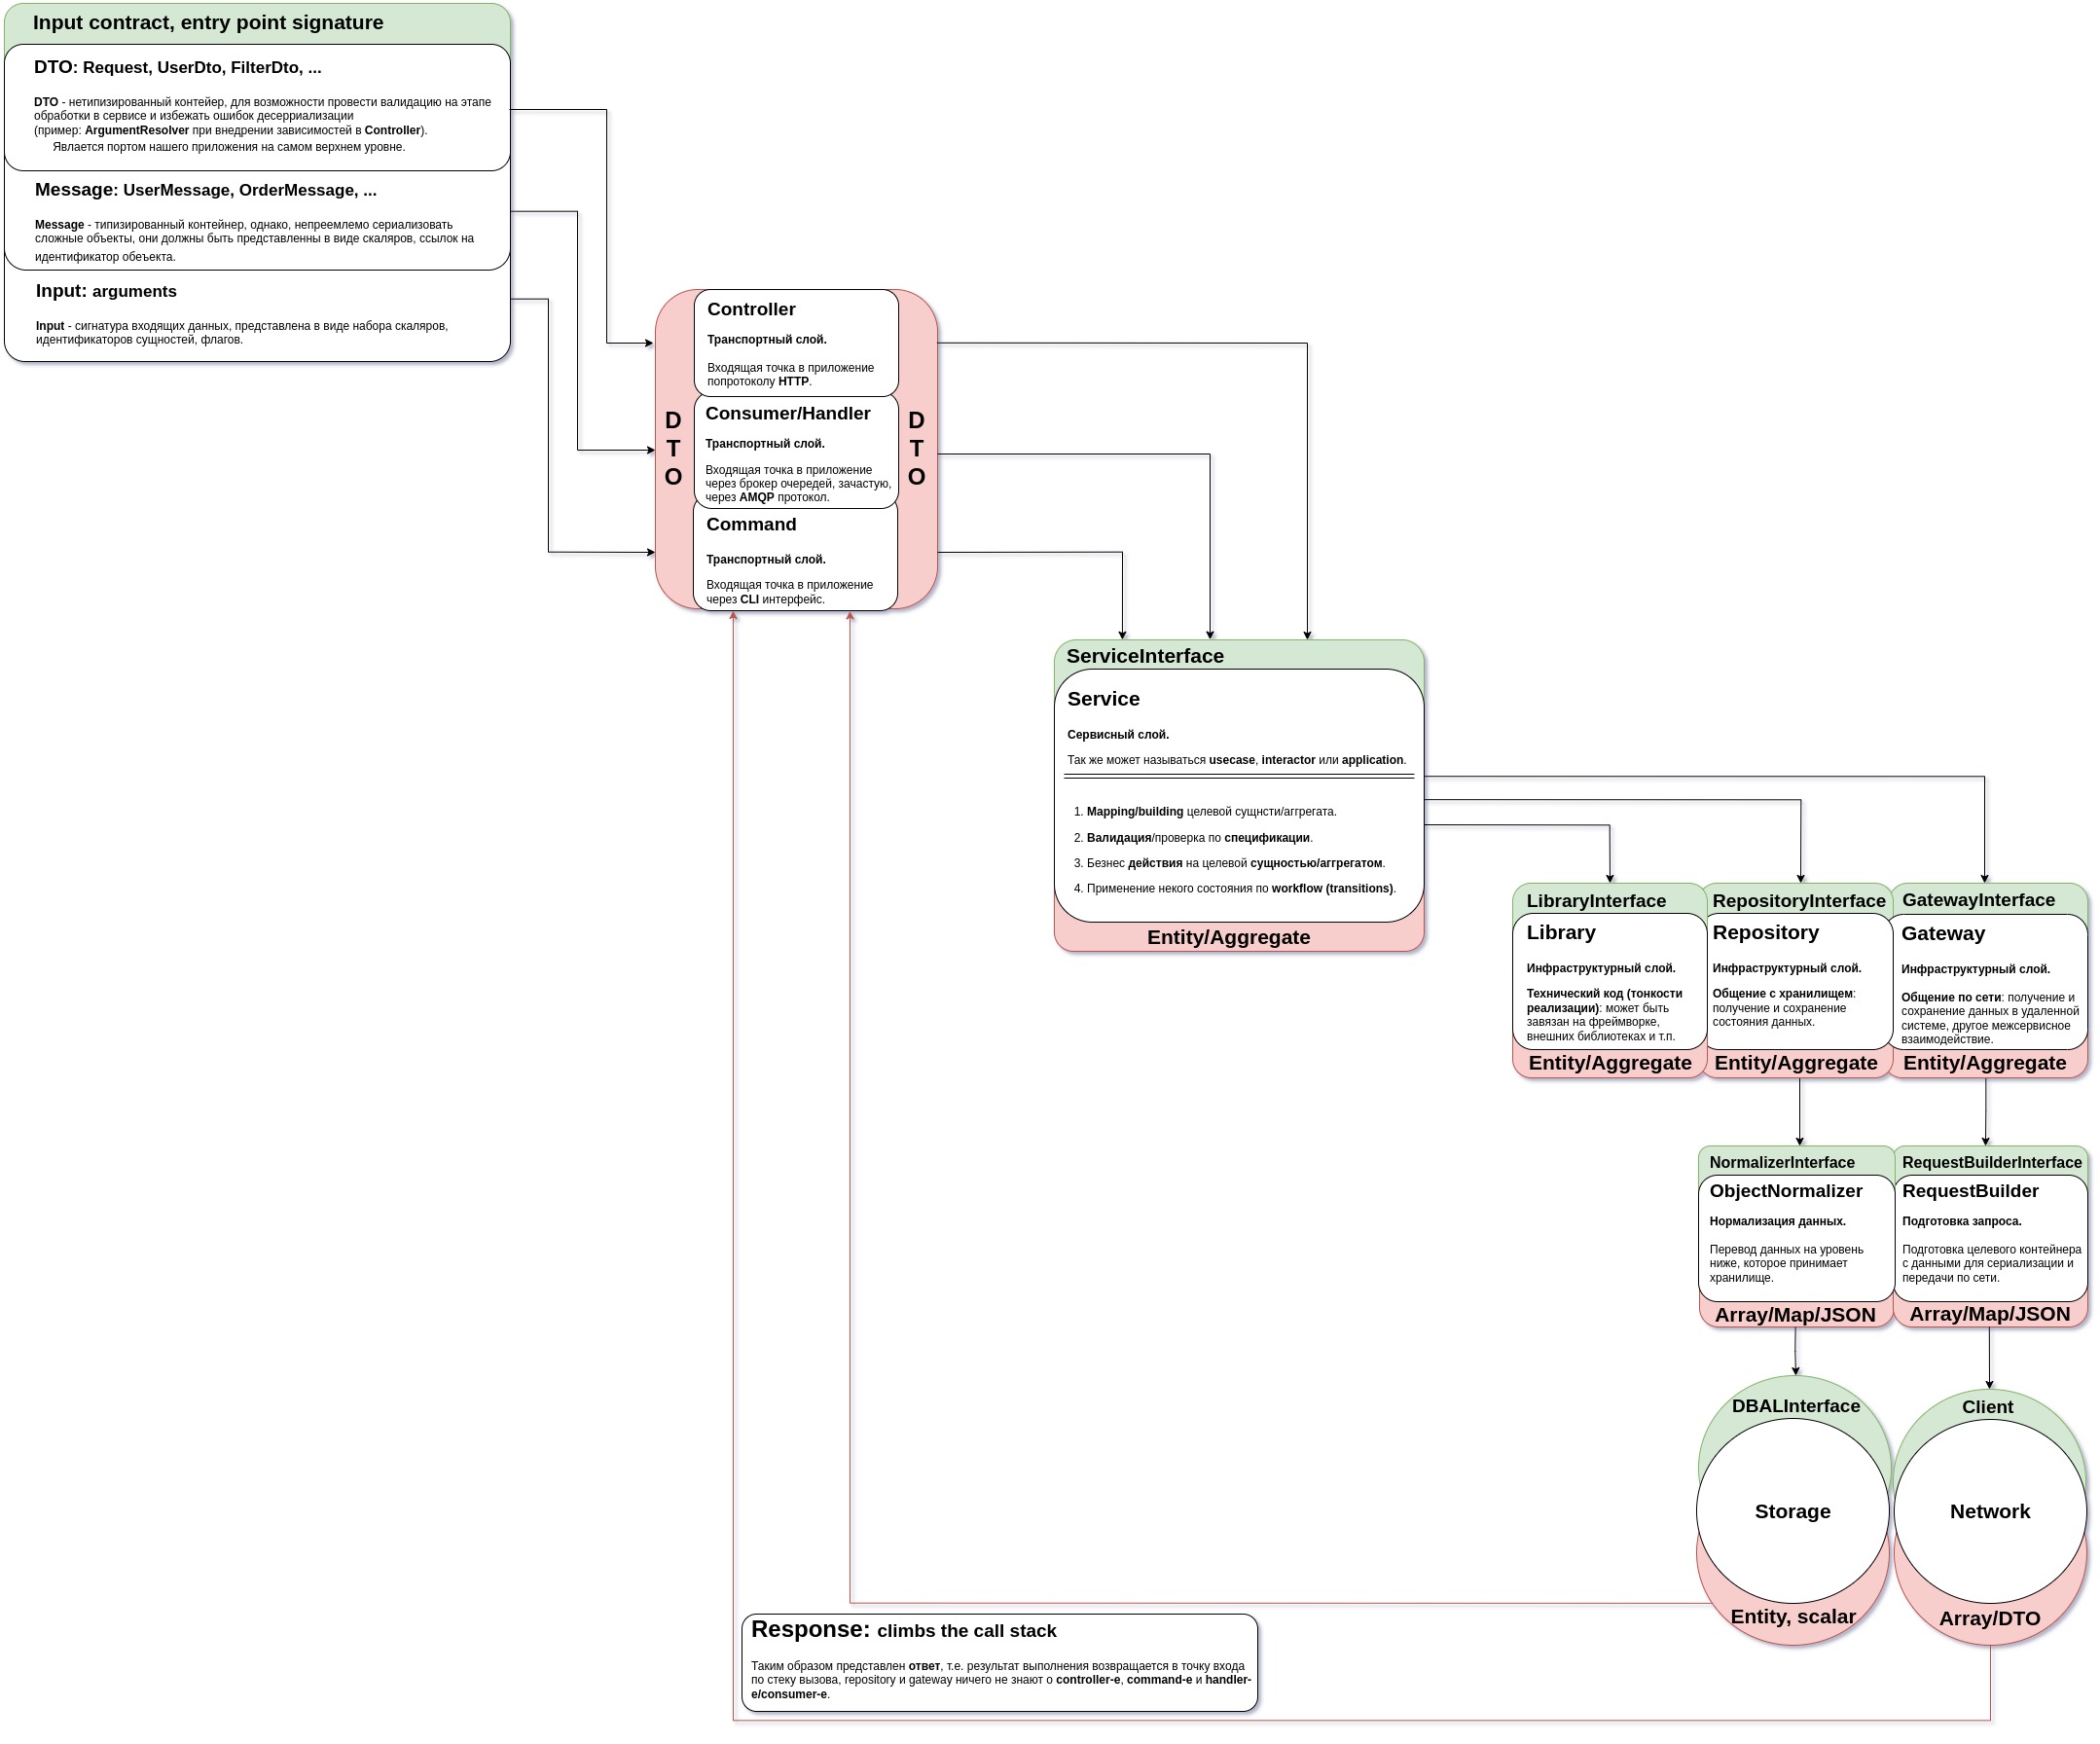 Input contract, entry point signature
DTO: Request, UserDto, FilterDto, ...
DTO - нетипизированный контейер, для возможности провести валидацию на этапе
обработки в сервисе и избежать ошибок десерриализации
(пример: ArgumentResolver при внедрении зависимостей в Controller).
Явлается портом нашего приложения на самом верхнем уровне.
Message: UserMessage, OrderMessage, ...
Message - типизированный контейнер, однако, непреемлемо сериализовать
сложные объекты, они должны быть представленны в виде скаляров, ссылок на
идентификатор обеъекта.
Input: arguments
Input - сигнатура входящих данных, представлена в виде набора скаляров,
идентификаторов сущностей, флагов.
D
T
O
Controller
Транспортный слой.
Входящая точка в приложение
попротоколу HTTP.
Consumer/Handler
Транспортный слой.
Входящая точка в приложение
через брокер очередей, зачастую,
через AMQP протокол.
Command
Транспортный слой.
Входящая точка в приложение
через CLI интерфейс.
D
T
O
ServiceInterface
Service
Сервисный слой.
Так же может называться usecase, interactor или application.
1. Mapping/building целевой сущнсти/аггрегата.
2. Валидация/проверка по спецификации.
3. Безнес действия на целевой сущностью/аггрегатом.
4. Применение некого состояния по workflow (transitions).
Entity/Aggregate
LibraryInterface
Library
Инфраструктурный слой.
Технический код (тонкости
реализации): может быть
завязан на фреймворке,
внешних библиотеках и т.п.
Entity/Aggregate
RepositoryInterface
Repository
Инфраструктурный слой.
Общение с хранилищем:
получение и сохранение
состояния данных.
Entity/Aggregate
GatewayInterface
Gateway
Инфраструктурный слой.
Общение по сети: получение и
сохранение данных в удаленной
системе, другое межсервисное
взаимодействие.
Entity/Aggregate
NormalizerInterface
ObjectNormalizer
Нормализация данных.
Перевод данных на уровень
ниже, которое принимает
хранилище.
Array/Map/JSON
RequestBuilderInterface
RequestBuilder
Подготовка запроса.
Подготовка целевого контейнера
с данными для сериализации и
передачи по сети.
Array/Map/JSON
DBALInterface
Storage
Entity, scalar
Client
Network
Array/DTO
Response: climbs the call stack
Таким образом представлен ответ, т.е. результат выполнения возвращается в точку входа
по стеку вызова, repository и gateway ничего не знают о controller-е, command-е и handler-
е/consumer-е.